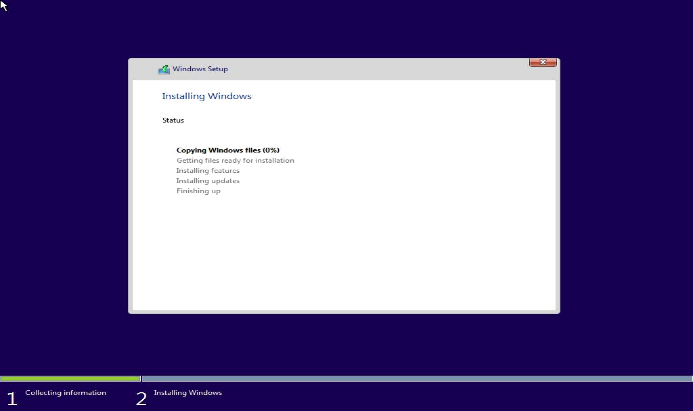 Windows Setup
Installing Windows
Status
Copying Windows files (0%)
Getting files ready for installation
Installing features
Installing updates
Finishing up
1 Collecting information
2 Installing Windows